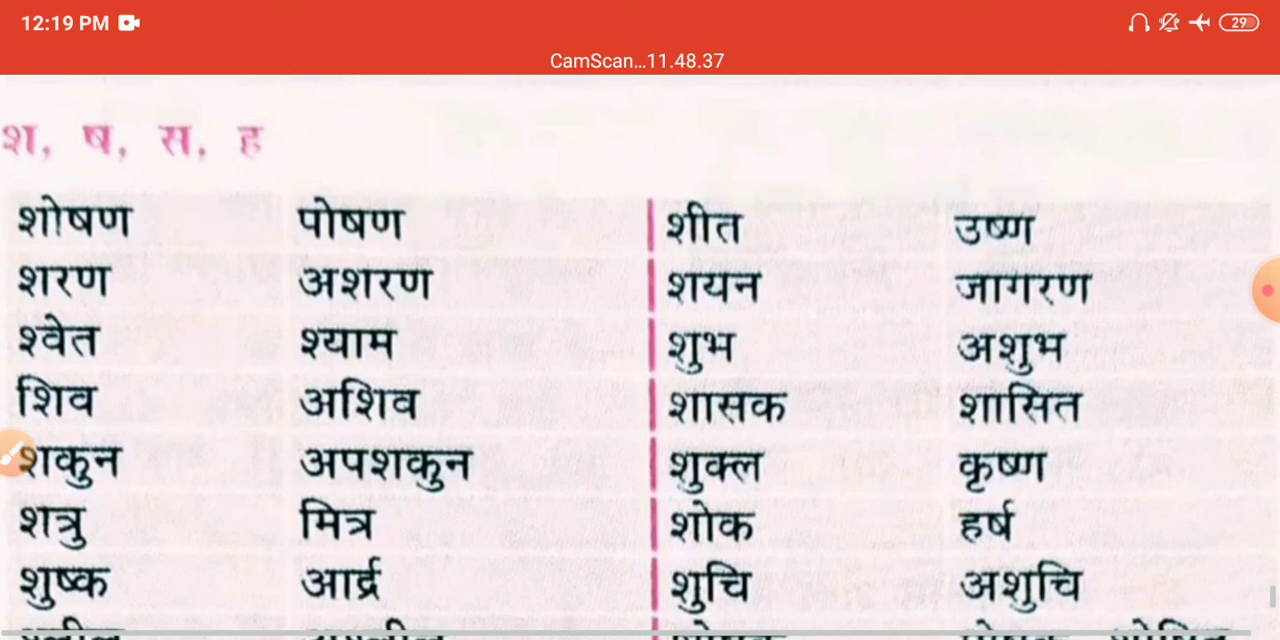 12:19 PM 29
CamScan...11.48.37
श, ष, स, ह
शोषण पोषण शीत उष्ण
शरण अशरण शयन जागरण
श्वेत श्याम शुभ अशुभ
शिव अशिव शासक शासित
शकुन अपशकुन शुक्ल कृष्ण
शत्रु मित्र शोक हर्ष
शुष्क आर्द्र शुचि अशुचि